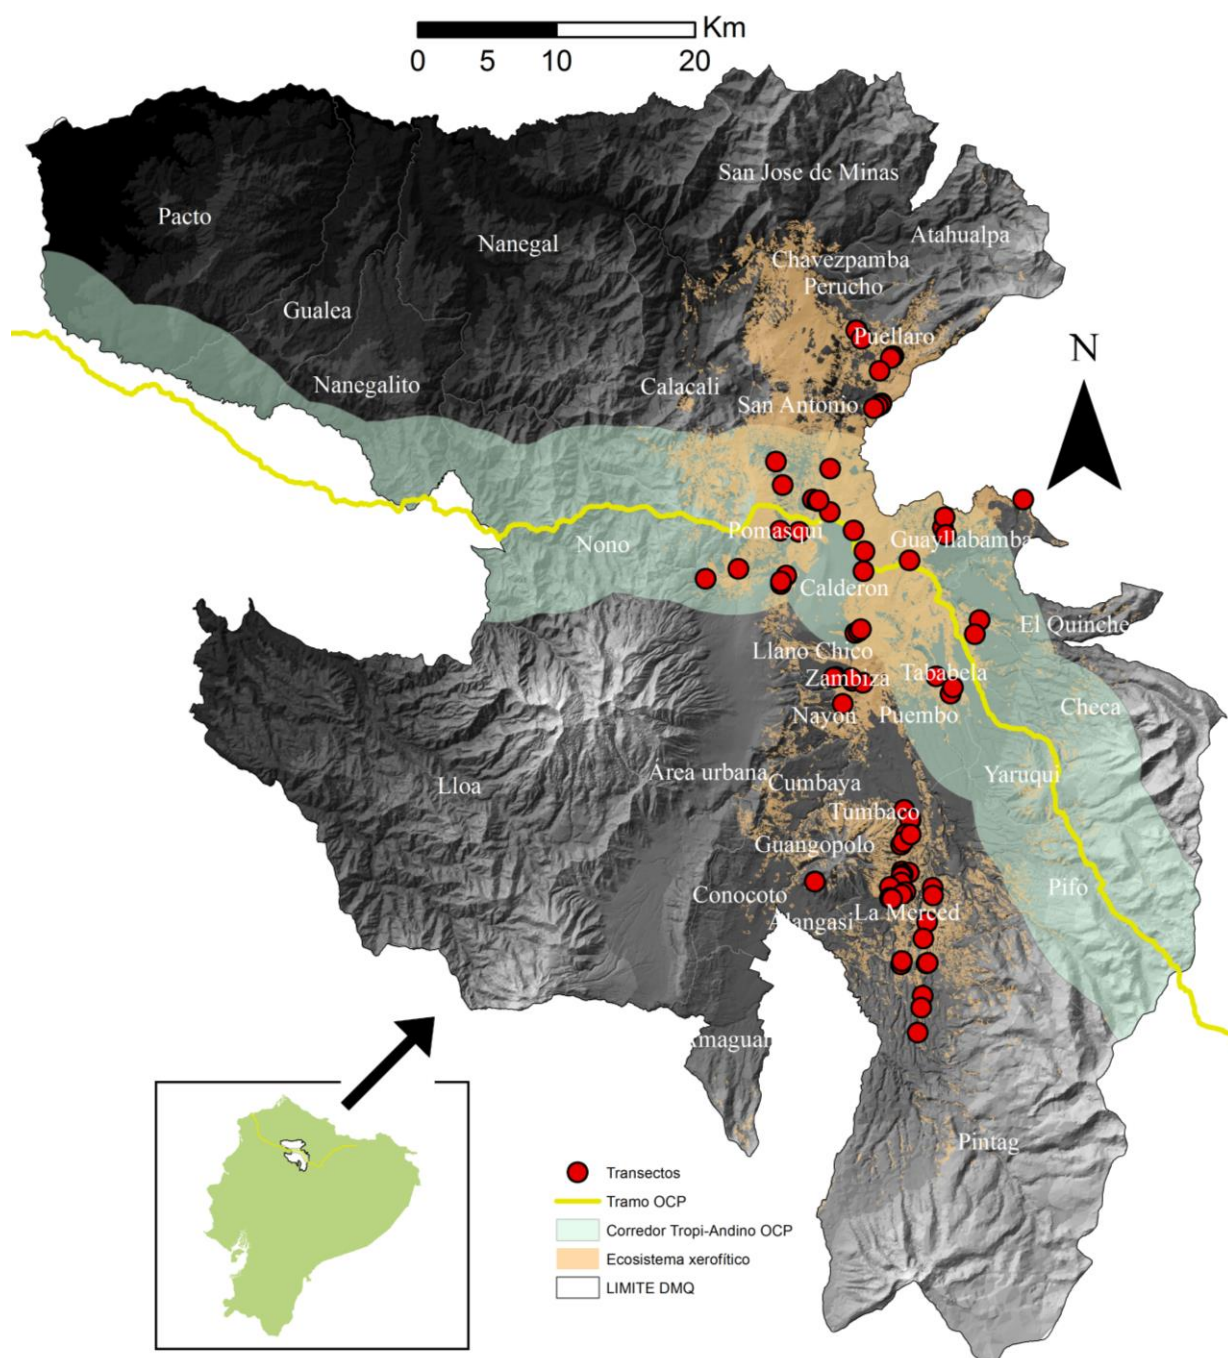 Km
0 5 10 20
San Jose de Minas
Pacto
Atahualpa
Nanegal
Chavezpamba
Perucho
Gualea
Puellaro
N
Nanegalito
Calacali
San Antonio
Pomasqui
Guayllabamba
Nono
Calderon
El Quinche
Llano Chico
Zambiza
Tababela
Nayon
Puembo
Checa
Área urbana
Yaruqui
Lloa
Cumbaya
Tumbaco
Guangopolo
Conocoto
Pifo
La Merced
Alangasi
Amaguan
Pintag
Transectos
Tramo OCP
Corredor Tropi-Andino OCP
Ecosistema xerofítico
LIMITE DMQ